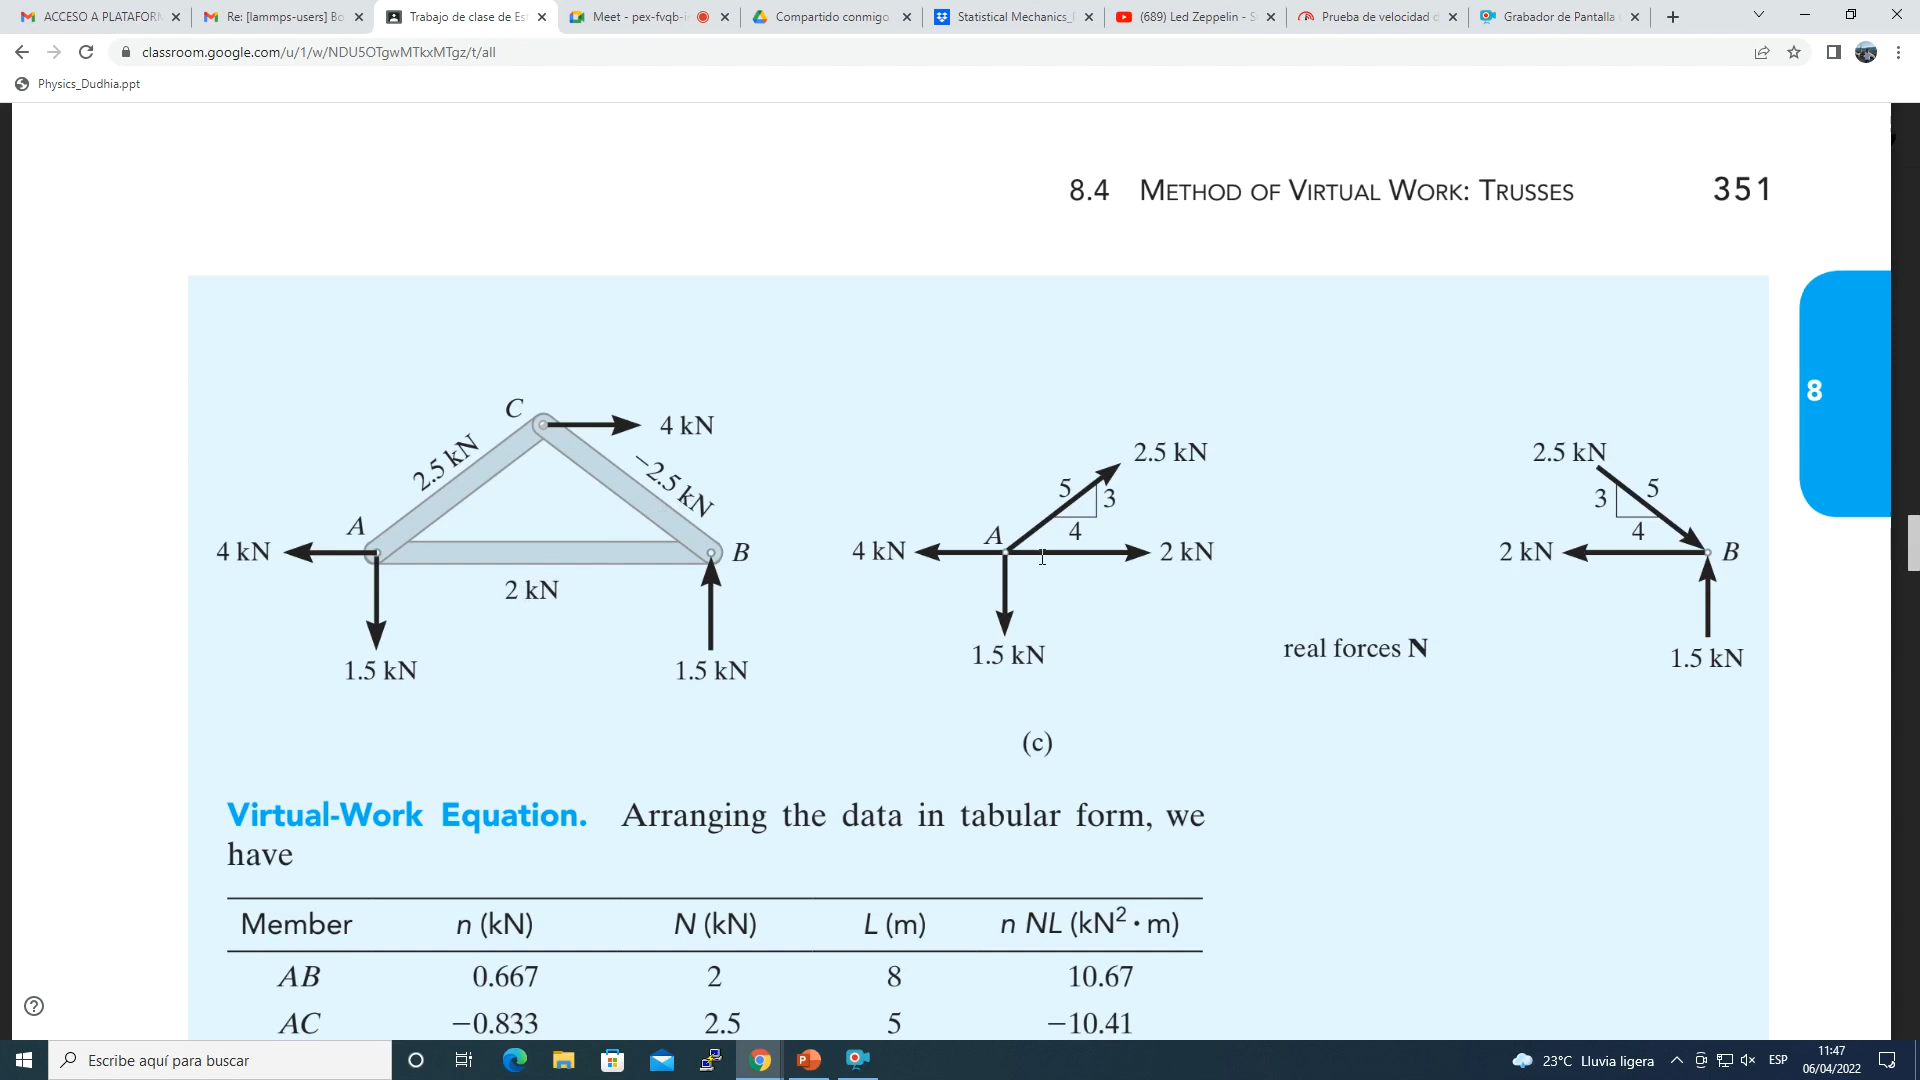 ACCESO A PLATAFORM
Re: [lammps-users] Bo
Trabajo de clase de Es
Meet - pex-fvqb-i
Compartido conmigo
Statistical Mechanics_
(689) Led Zeppelin - S
Prueba de velocidad d
Grabador de Pantalla
classroom.google.com/u/1/w/NDU5OTgwMTkxMTgz/t/all
Physics_Dudhia.ppt
8.4 METHOD OF VIRTUAL WORK: TRUSSES 351
8
C
4 kN
2.5 kN
−2.5 kN
A
4 kN
B
2 kN
1.5 kN
1.5 kN
2.5 kN
5
3
4
A
4 kN
2 kN
1.5 kN
real forces N
2.5 kN
3
5
4
2 kN
B
1.5 kN
(c)
Virtual-Work Equation. Arranging the data in tabular form, we
have
Member n (kN) N (kN) L (m) n NL (kN² · m)
AB 0.667 2 8 10.67
AC −0.833 2.5 5 −10.41
Escribe aquí para buscar
23°C Lluvia ligera
ESP
11:47
06/04/2022